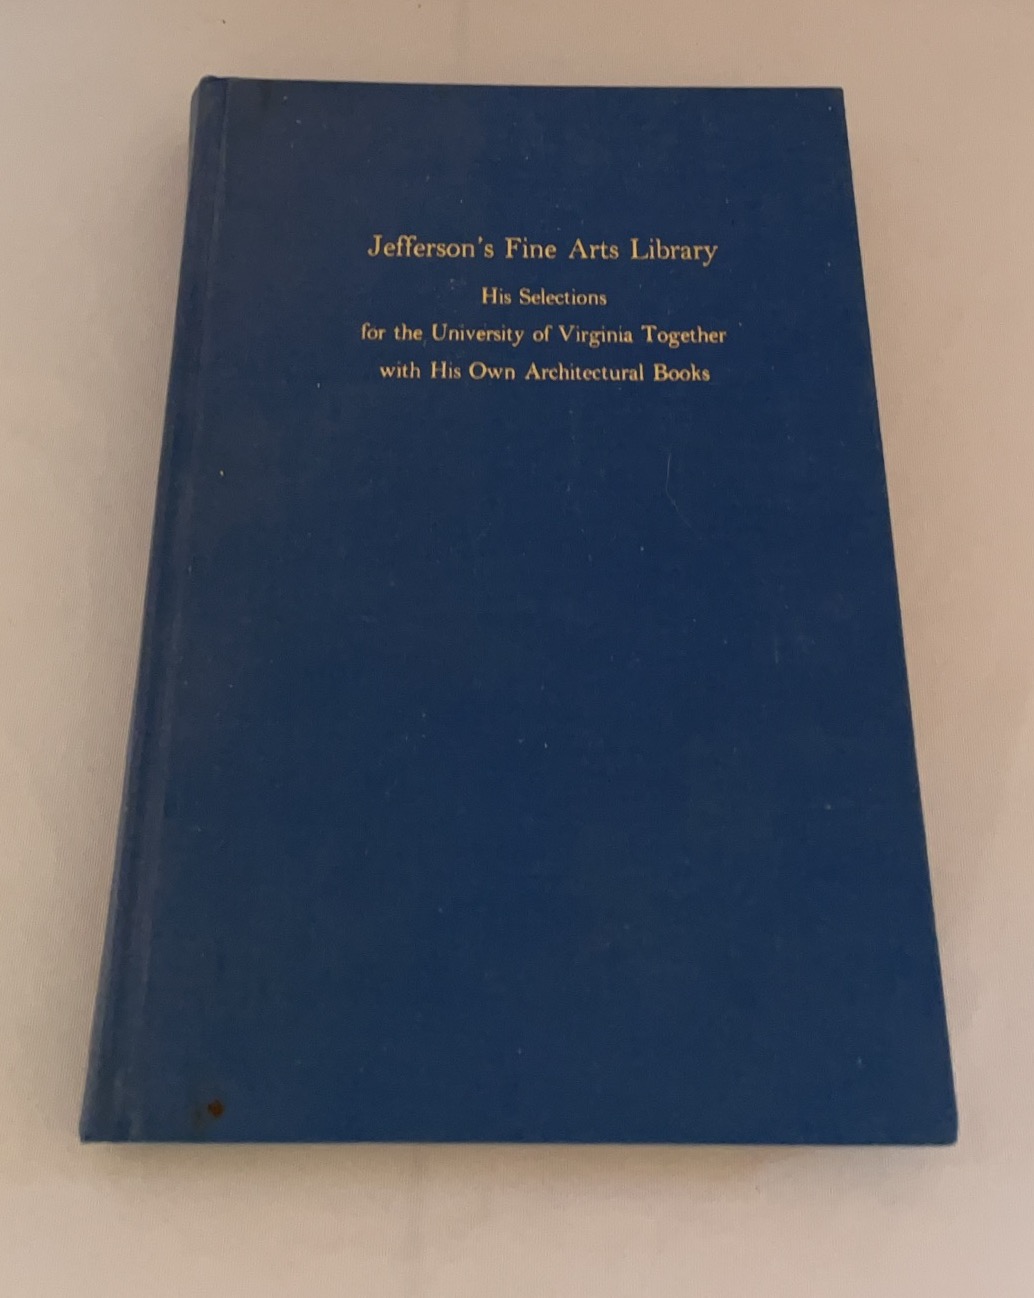 Jefferson's Fine Arts Library
His Selections
for the University of Virginia Together
with His Own Architectural Books